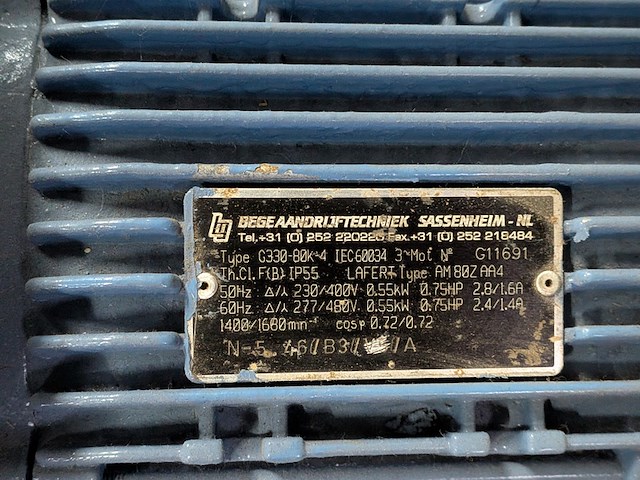 BEGE AANDRIJFTECHNIEK SASSENHEIM - NL
Tel.+31 (0) 252 220220 Fax.+31 (0) 252 218484
Type G330-80K-4 IEC60034 3~Mot N° G11691
Th.Cl.F(B) IP55 LAFERT Type AM 80Z AA4
50Hz Δ/⅄ 230/400V 0.55kW 0.75HP 2.8/1.6A
60Hz Δ/⅄ 277/480V 0.55kW 0.75HP 2.4/1.4A
1400/1680min⁻¹ cosφ 0.72/0.72
/A